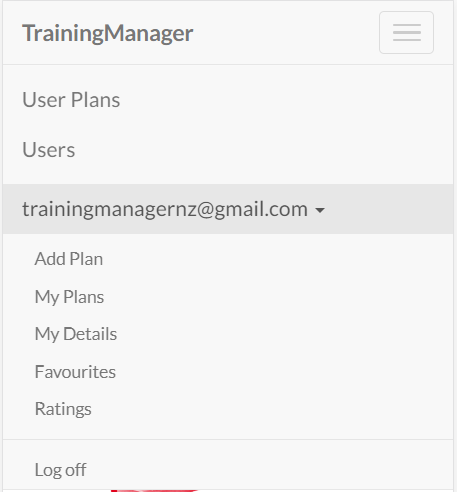 TrainingManager
User Plans
Users
trainingmanagernz@gmail.com
Add Plan
My Plans
My Details
Favourites
Ratings
Log off